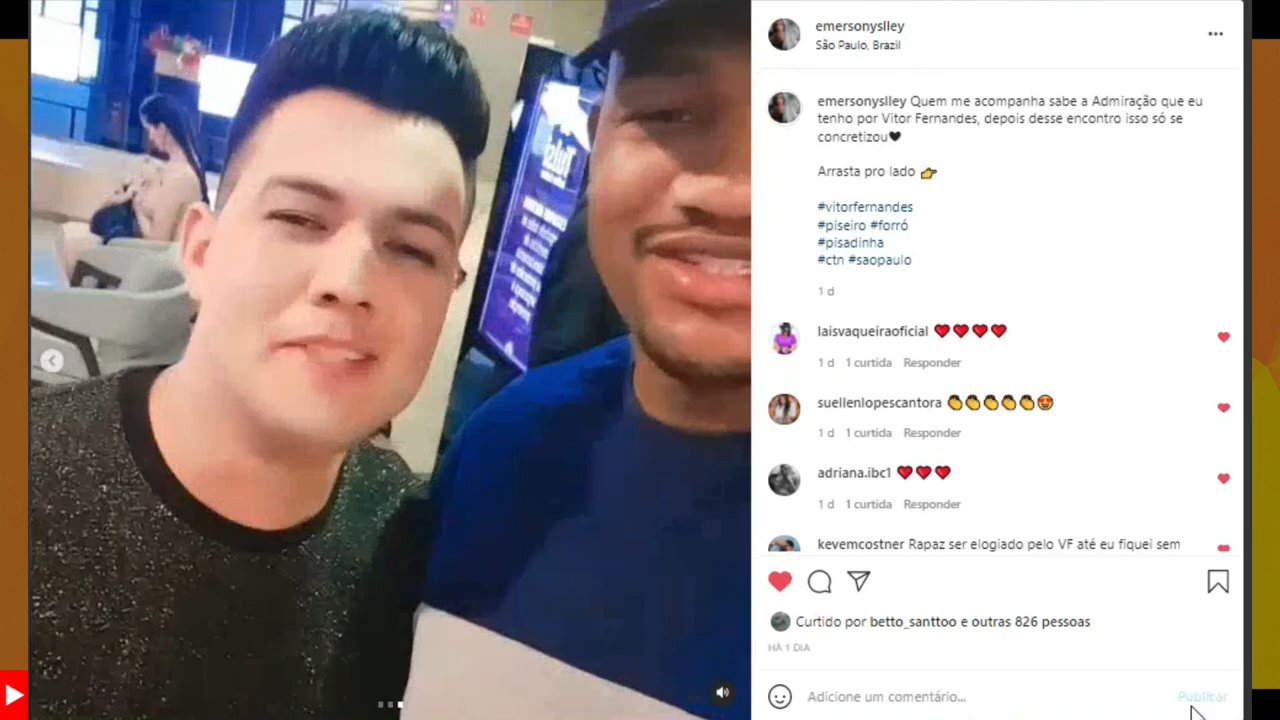 emersonyslley
São Paulo, Brazil
emersonyslley Quem me acompanha sabe a Admiração que eu
tenho por Vitor Fernandes, depois desse encontro isso só se
concretizou🖤
Arrasta pro lado 👉
#vitorfernandes
#piseiro #forró
#pisadinha
#ctn #saopaulo
1 d
laisvaqueiraoficial ❤❤❤❤
1 d 1 curtida Responder
suellenlopescantora 👏👏👏👏👏😍
1 d 1 curtida Responder
adriana.ibc1 ❤❤❤
1 d 1 curtida Responder
kevemcostner Rapaz ser elogiado pelo VF até eu fiquei sem
Curtido por betto_santtoo e outras 826 pessoas
HÁ 1 DIA
Adicione um comentário...
Publicar